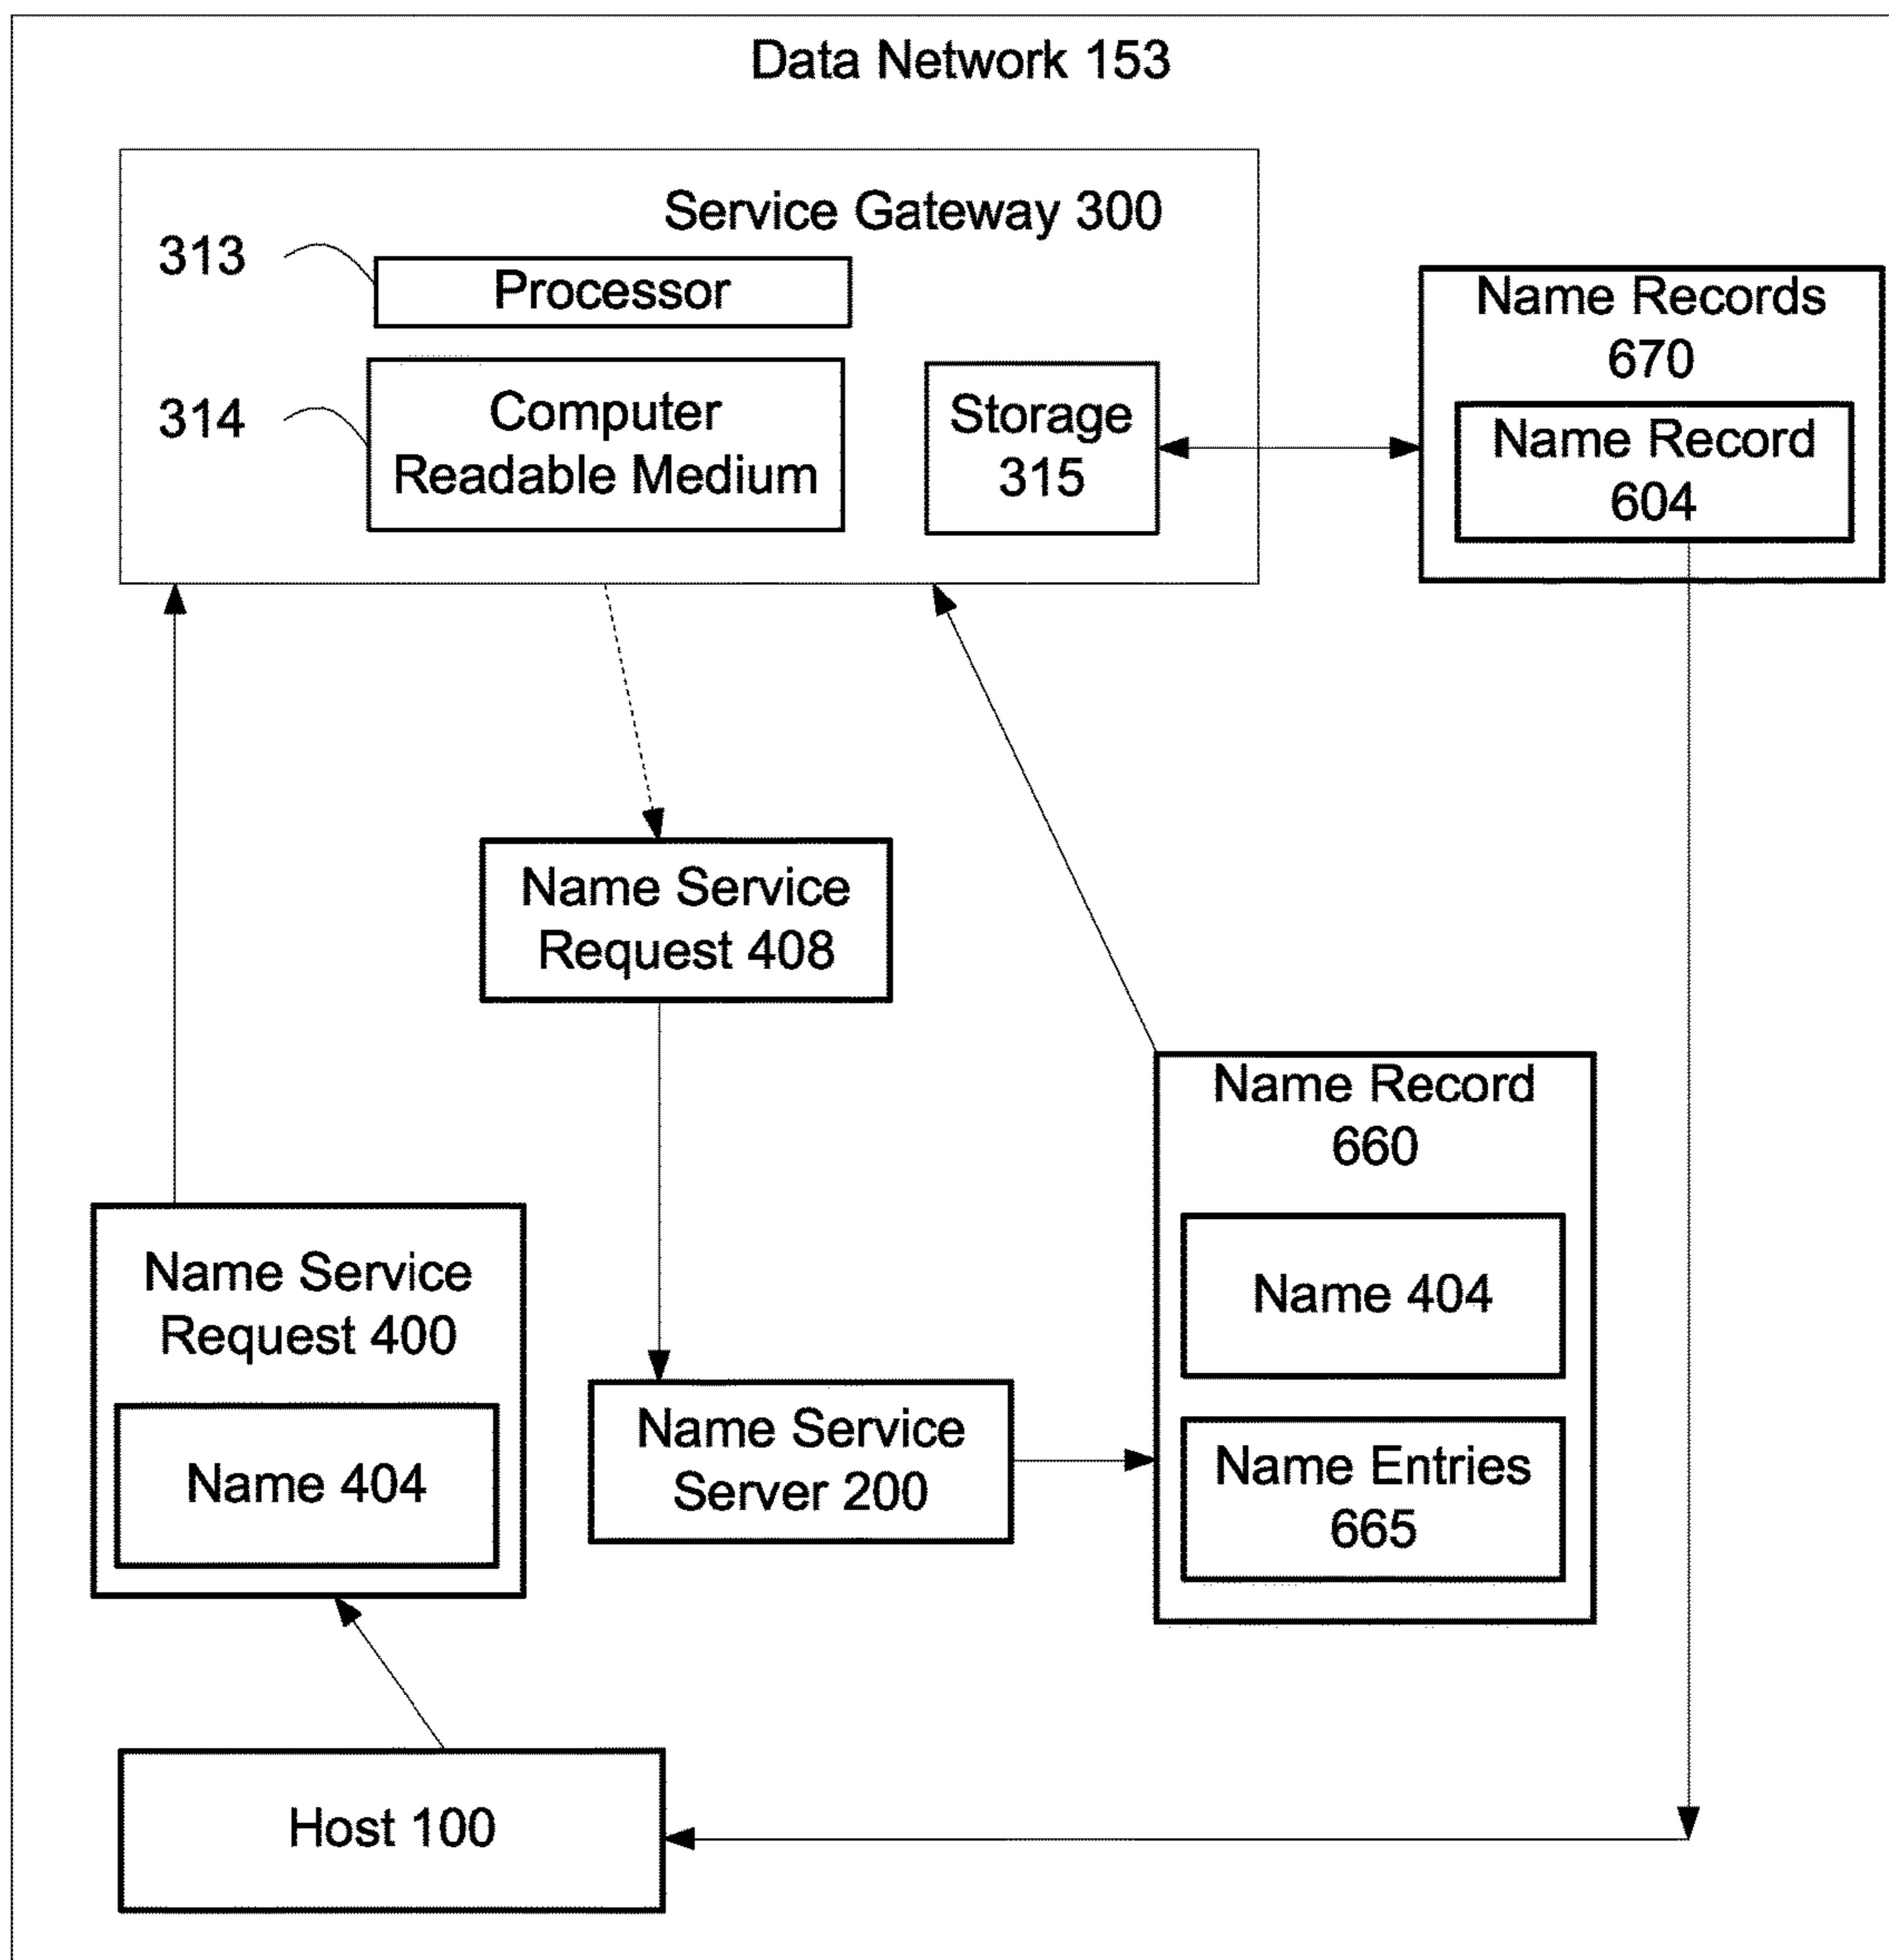 Data Network 153
Service Gateway 300
313
Processor
314
Computer
Readable Medium
Storage
315
Name Records
670
Name Record
604
Name Service
Request 408
Name Record
660
Name 404
Name Entries
665
Name Service
Request 400
Name 404
Name Service
Server 200
Host 100